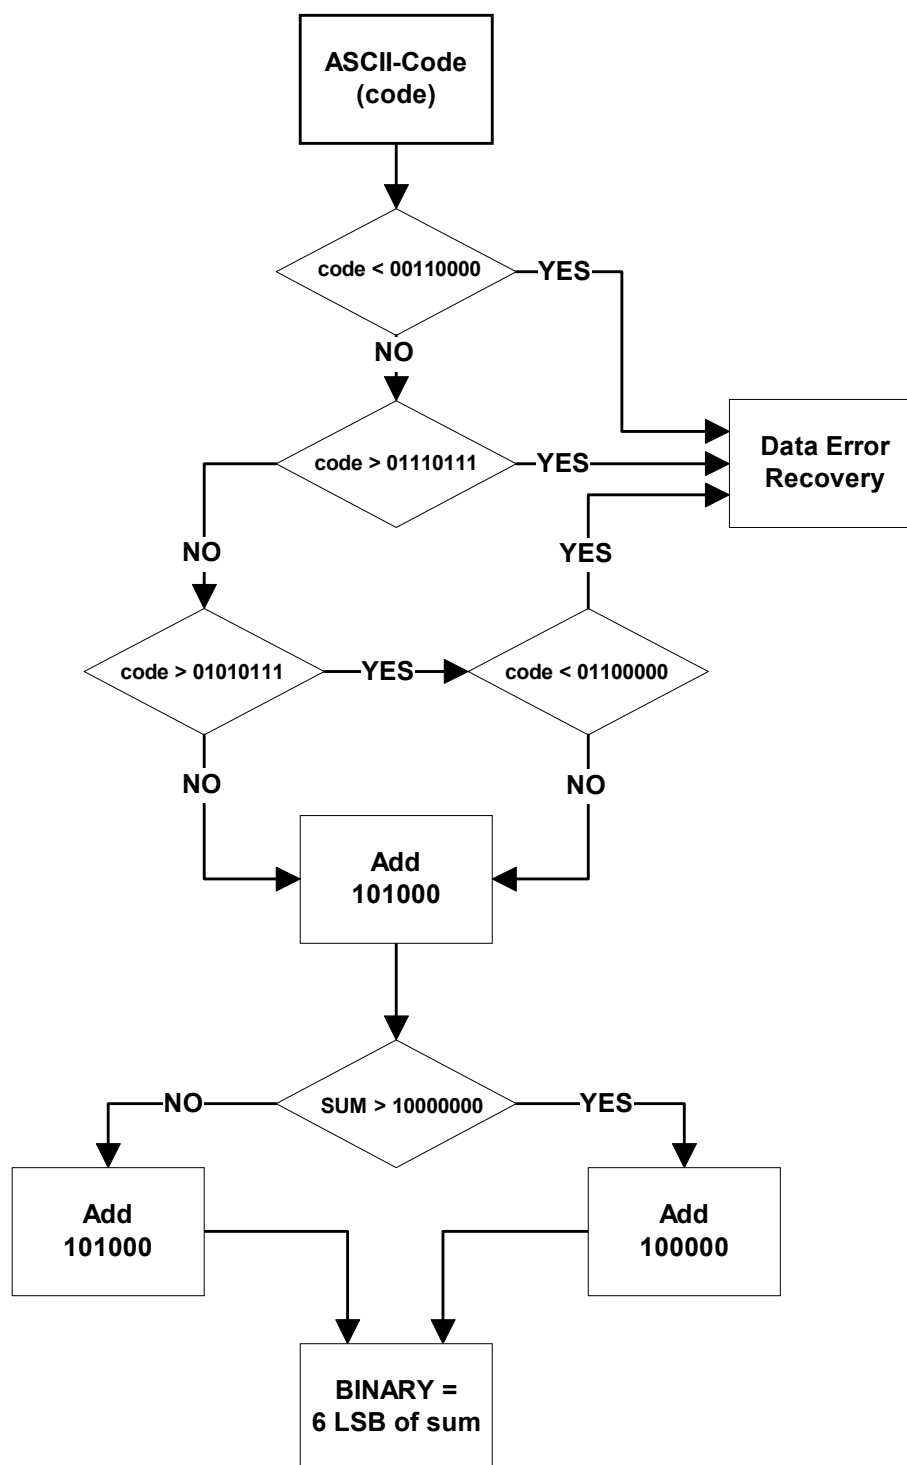 ASCII-Code
(code)
code < 00110000
YES
NO
code > 01110111
YES
Data Error
Recovery
NO
YES
code > 01010111
YES
code < 01100000
NO
NO
Add
101000
SUM > 10000000
NO
YES
Add
101000
Add
100000
BINARY =
6 LSB of sum